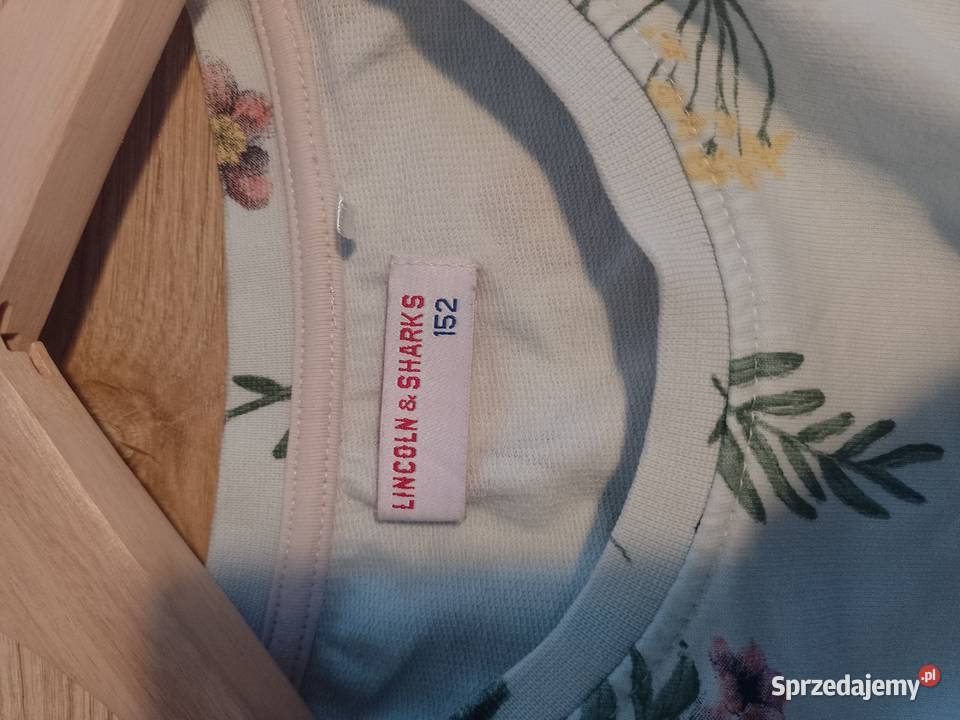 LINCOLN & SHARKS
152
Sprzedajemy.pl